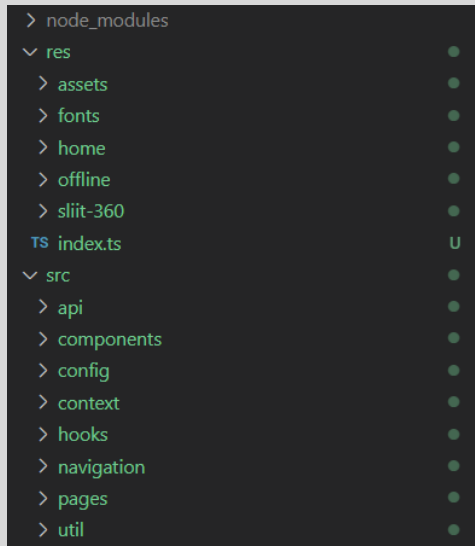 node_modules
res
assets
fonts
home
offline
sliit-360
TS index.ts U
src
api
components
config
context
hooks
navigation
pages
util